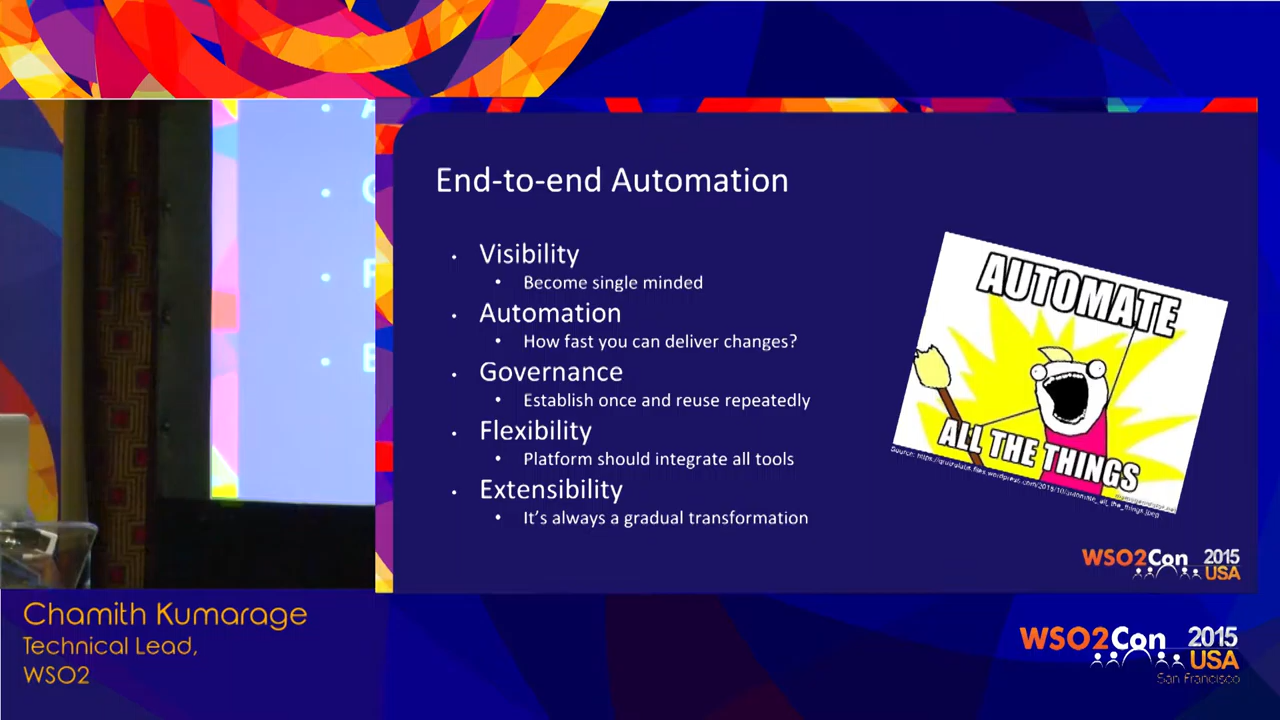 End-to-end Automation
• Visibility
• Become single minded
• Automation
• How fast you can deliver changes?
• Governance
• Establish once and reuse repeatedly
• Flexibility
• Platform should integrate all tools
• Extensibility
• It's always a gradual transformation
AUTOMATE
ALL THE THINGS
WSO2Con 2015
USA
Chamith Kumarage
Technical Lead,
WSO2
WSO2Con 2015
USA
San Francisco